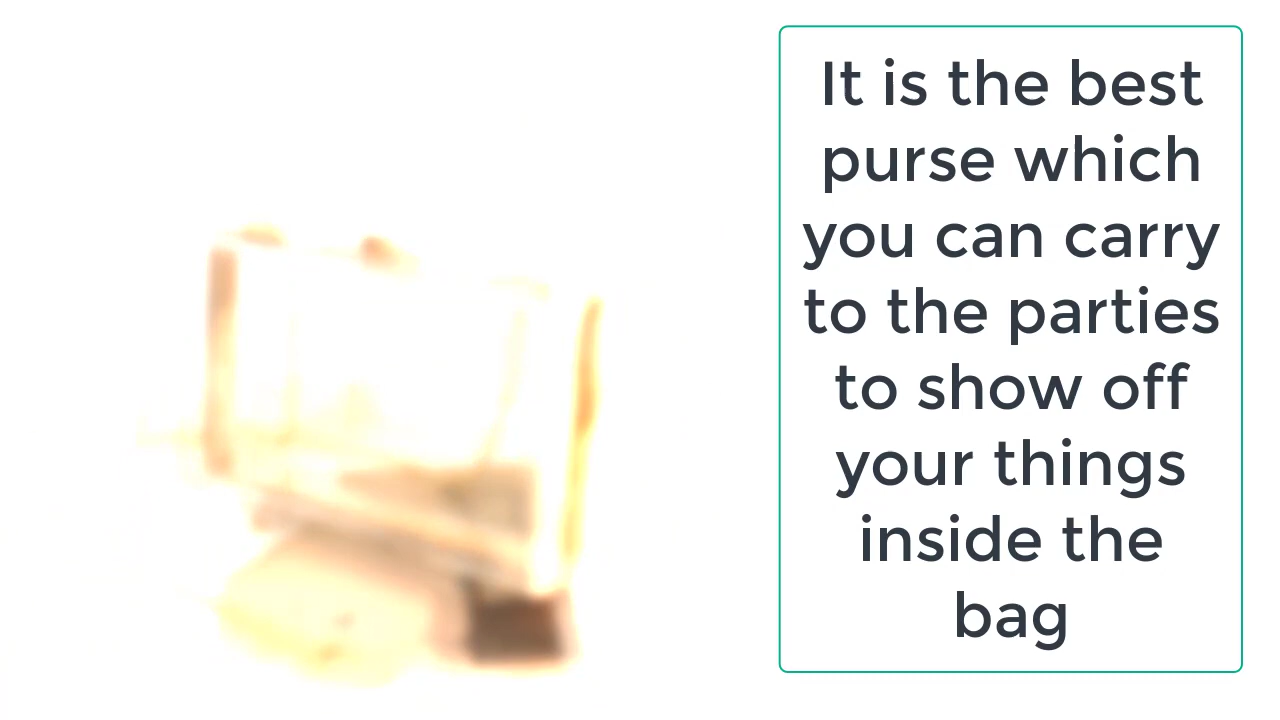 It is the best
purse which
you can carry
to the parties
to show off
your things
inside the
bag